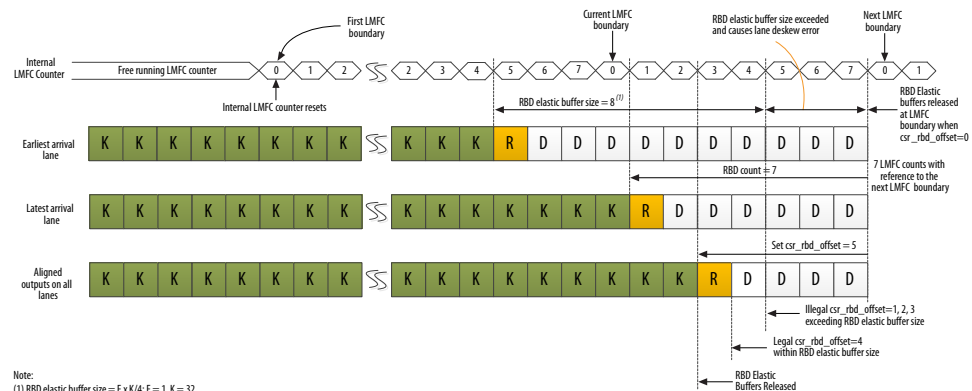 First LMFC
boundary
Current LMFC
boundary
RBD elastic buffer size exceeded
and causes lane deskew error
Next LMFC
boundary
Internal
LMFC Counter
Free running LMFC counter
0 1 2 2 3 4 5 6 7 0 1 2 3 4 5 6 7 0 1
Internal LMFC counter resets
RBD elastic buffer size = 8 (1)
RBD Elastic
buffers released
at LMFC
boundary when
csr_rbd_offset=0
Earliest arrival
lane
K K K K K K K K K K K R D D D D D D D D D D
RBD count = 7
7 LMFC counts with
reference to the
next LMFC boundary
Latest arrival
lane
K K K K K K K K K K K K K K K R D D D D D D
Set csr_rbd_offset = 5
Aligned
outputs on all
lanes
K K K K K K K K K K K K K K K K K R D D D D
Illegal csr_rbd_offset=1, 2, 3
exceeding RBD elastic buffer size
Legal csr_rbd_offset=4
within RBD elastic buffer size
RBD Elastic
Buffers Released
Note:
(1) RBD elastic buffer size = F x K/4; F = 1, K = 32